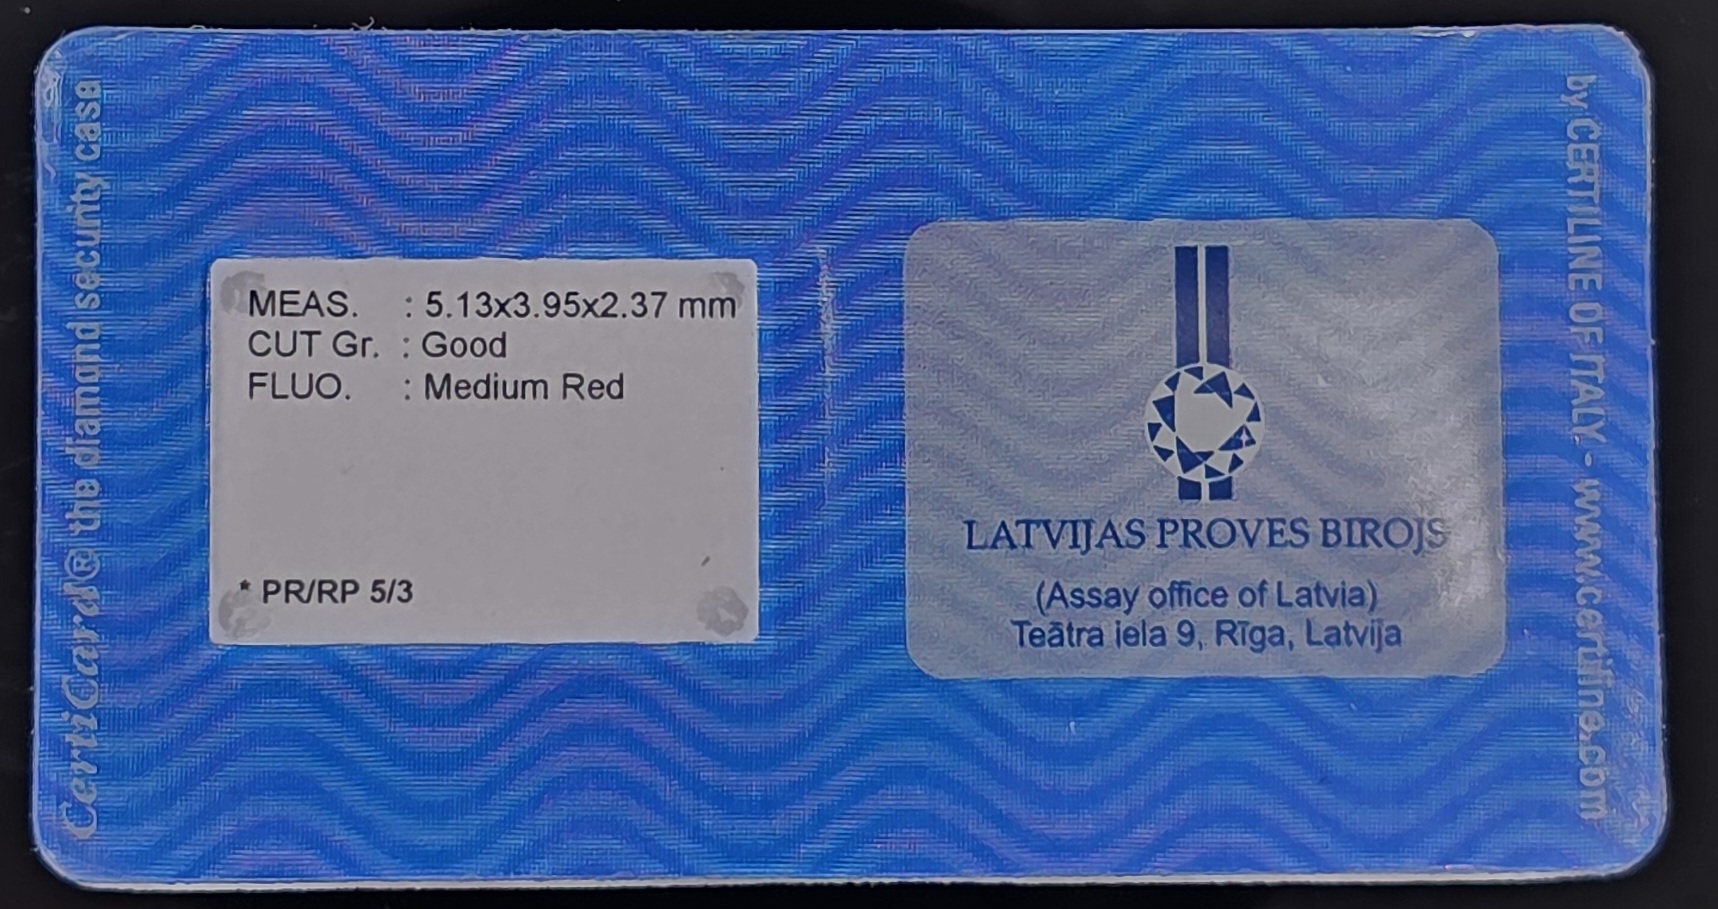 CertiCard® the diamond security case
MEAS. : 5.13x3.95x2.37 mm
CUT Gr. : Good
FLUO. : Medium Red
* PR/RP 5/3
LATVIJAS PROVES BIROJS
(Assay office of Latvia)
Teātra iela 9, Rīga, Latvija
by CERTILINE OF ITALY. - www.certiline.com